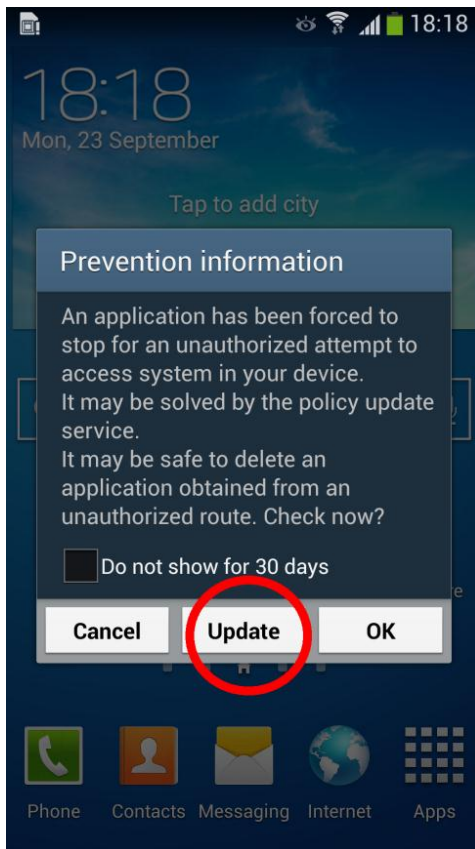 18:18
18:18
Mon, 23 September
Tap to add city
Prevention information
An application has been forced to
stop for an unauthorized attempt to
access system in your device.
It may be solved by the policy update
service.
It may be safe to delete an
application obtained from an
unauthorized route. Check now?
Do not show for 30 days
Cancel Update OK
Phone Contacts Messaging Internet Apps